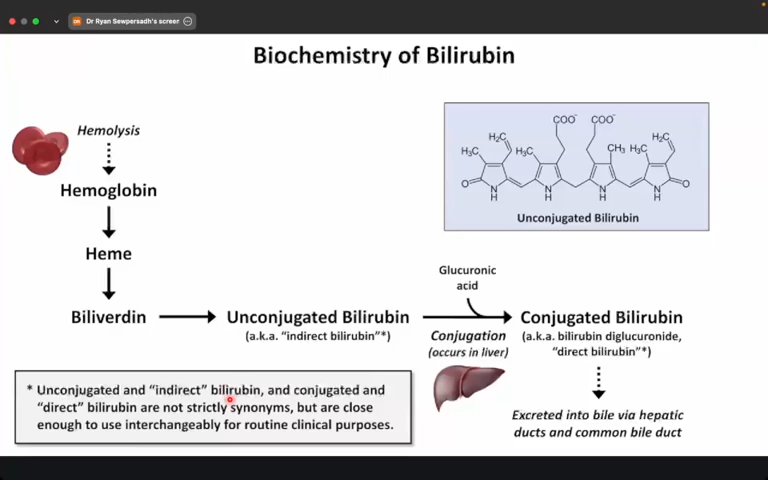 Dr Ryan Sewpersadh's screen
Biochemistry of Bilirubin
Hemolysis
Hemoglobin
Heme
Biliverdin
Unconjugated Bilirubin
(a.k.a. "indirect bilirubin"*)
Glucuronic
acid
Conjugation
(occurs in liver)
Conjugated Bilirubin
(a.k.a. bilirubin diglucuronide,
"direct bilirubin"*)
Excreted into bile via hepatic
ducts and common bile duct
COO⁻ COO⁻
H₂C H₂C
H₃C H₃C CH₃ H₃C
O N N N N O
H H H H
Unconjugated Bilirubin
* Unconjugated and "indirect" bilirubin, and conjugated and
"direct" bilirubin are not strictly synonyms, but are close
enough to use interchangeably for routine clinical purposes.